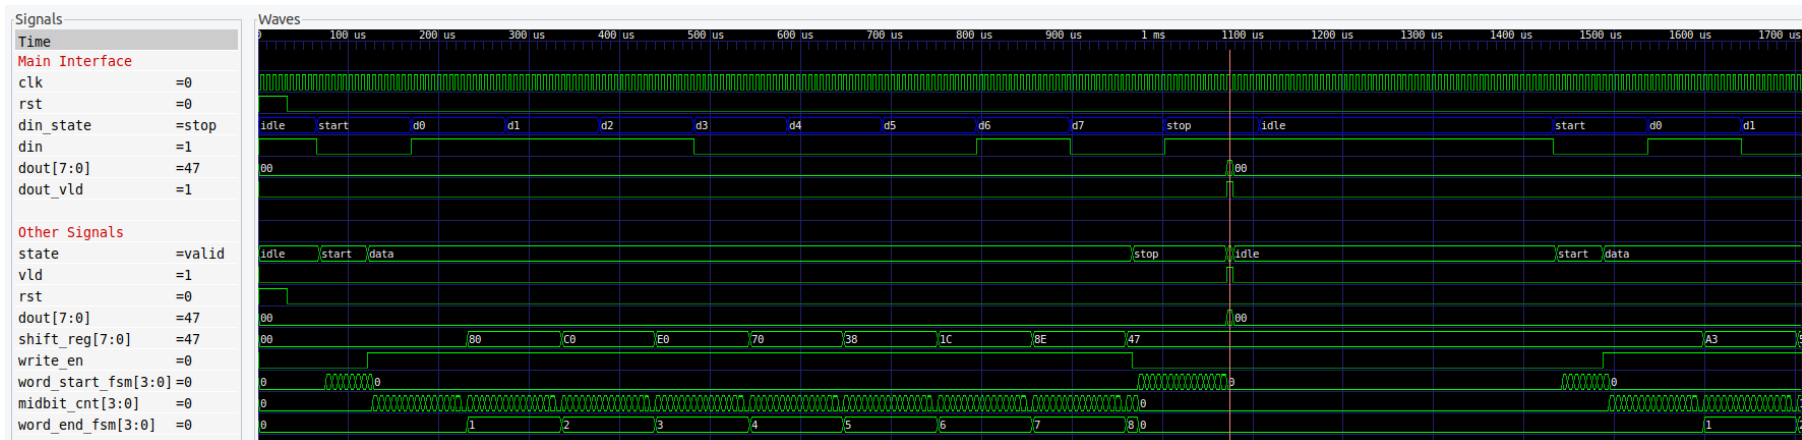 Signals Waves
Time 0 100 us 200 us 300 us 400 us 500 us 600 us 700 us 800 us 900 us 1 ms 1100 us 1200 us 1300 us 1400 us 1500 us 1600 us 1700 us
Main Interface
clk =0
rst =0
din_state =stop idle start d0 d1 d2 d3 d4 d5 d6 d7 stop idle start d0 d1
din =1
dout[7:0] =47 00 00
dout_vld =1
Other Signals
state =valid idle start data stop idle start data
vld =1
rst =0
dout[7:0] =47 00 00
shift_reg[7:0] =47 00 80 C0 E0 70 38 1C 8E 47 A3
write_en =0
word_start_fsm[3:0] =0 0 0 0 0
midbit_cnt[3:0] =0 0 0
word_end_fsm[3:0] =0 0 1 2 3 4 5 6 7 8 0 1